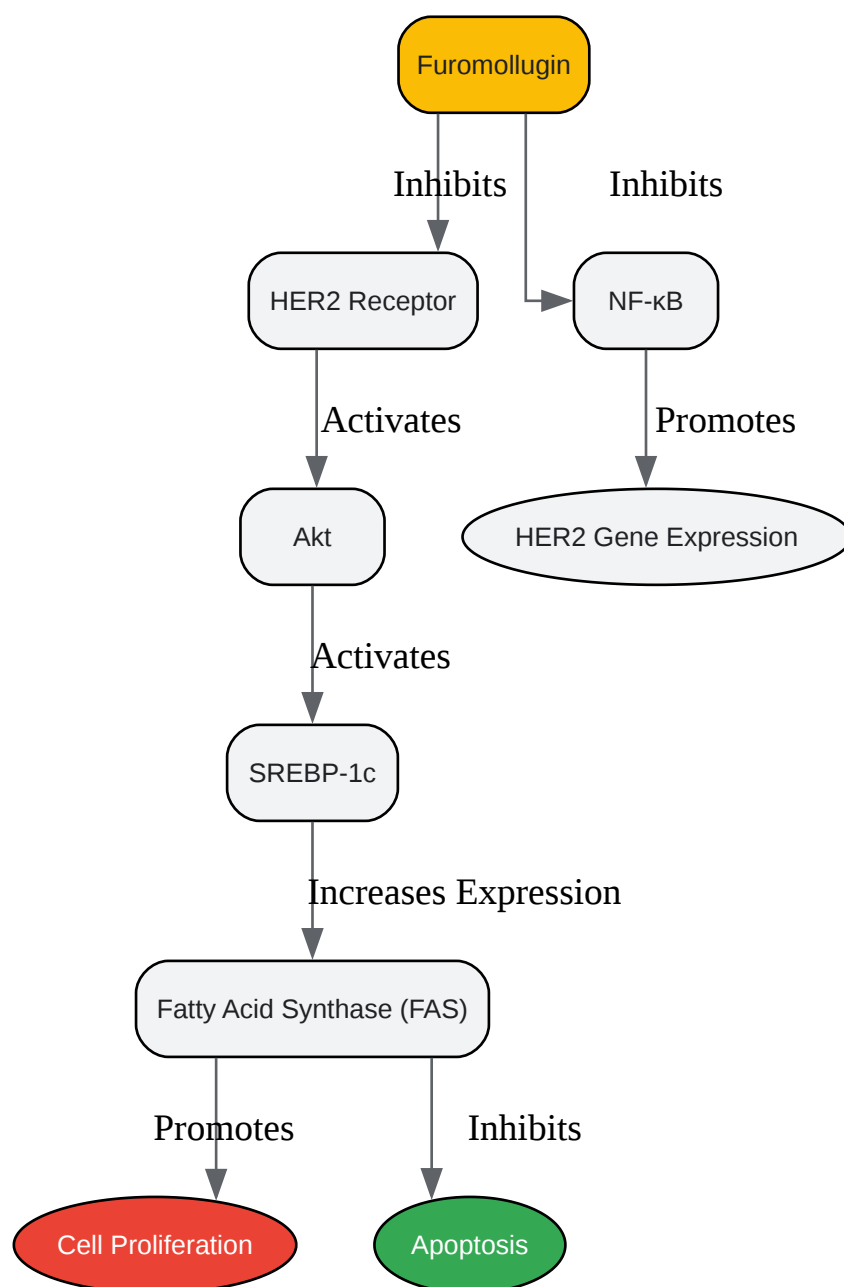 Furomollugin
Inhibits
Inhibits
HER2 Receptor
NF-κB
Activates
Promotes
Akt
HER2 Gene Expression
Activates
SREBP-1c
Increases Expression
Fatty Acid Synthase (FAS)
Promotes
Inhibits
Cell Proliferation
Apoptosis